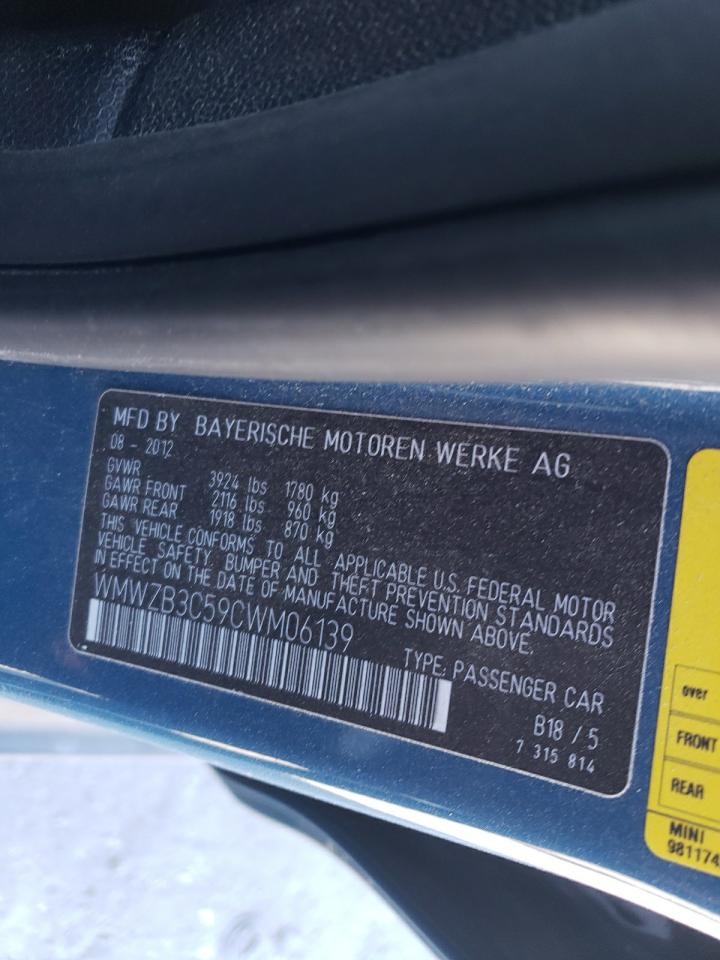 MFD BY BAYERISCHE MOTOREN WERKE AG
08 - 2012
GVWR 3924 lbs 1780 kg
GAWR FRONT 2116 lbs 960 kg
GAWR REAR 1918 lbs 870 kg
THIS VEHICLE CONFORMS TO ALL APPLICABLE U.S. FEDERAL MOTOR
VEHICLE SAFETY, BUMPER AND THEFT PREVENTION STANDARDS
IN EFFECT ON THE DATE OF MANUFACTURE SHOWN ABOVE.
WMWZB3C59CWM06139
TYPE: PASSENGER CAR
B18 / 5
7 315 814
over
FRONT
REAR
MINI
981174